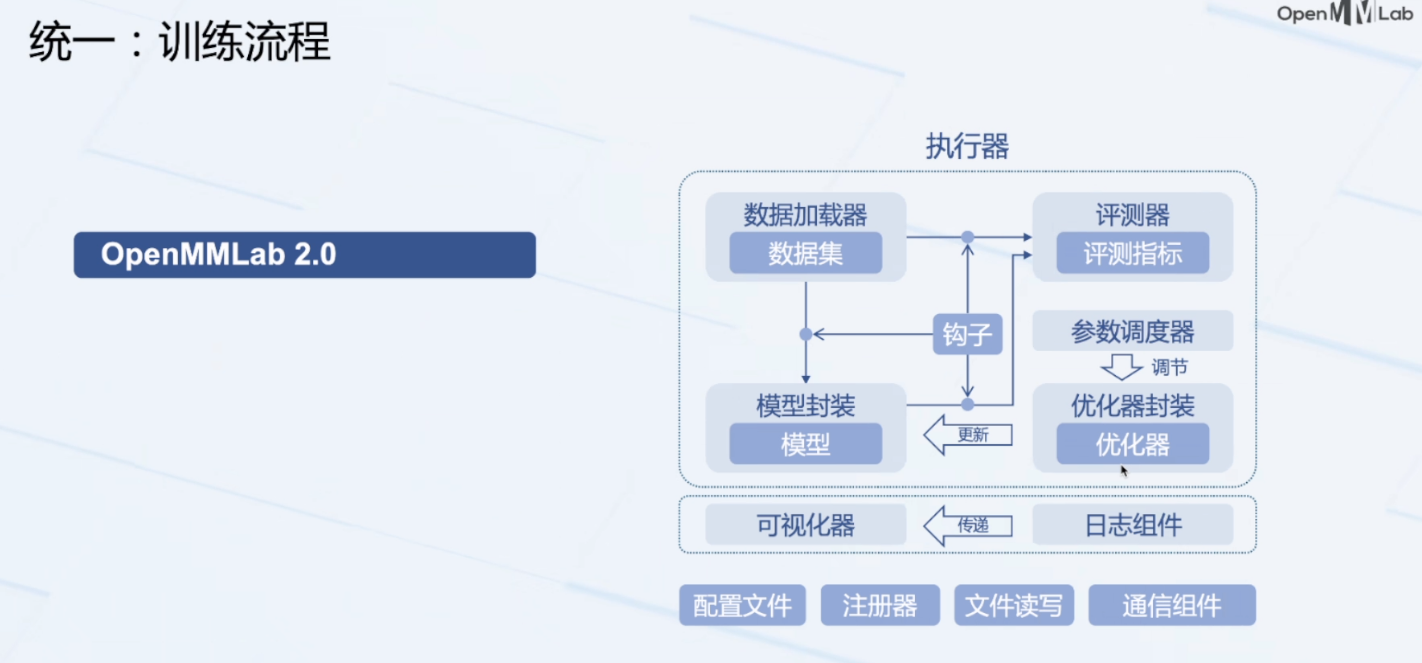 统一：训练流程
OpenMMLab
OpenMMLab 2.0
执行器
数据加载器
数据集
评测器
评测指标
钩子
参数调度器
调节
模型封装
模型
更新
优化器封装
优化器
可视化器
传递
日志组件
配置文件
注册器
文件读写
通信组件